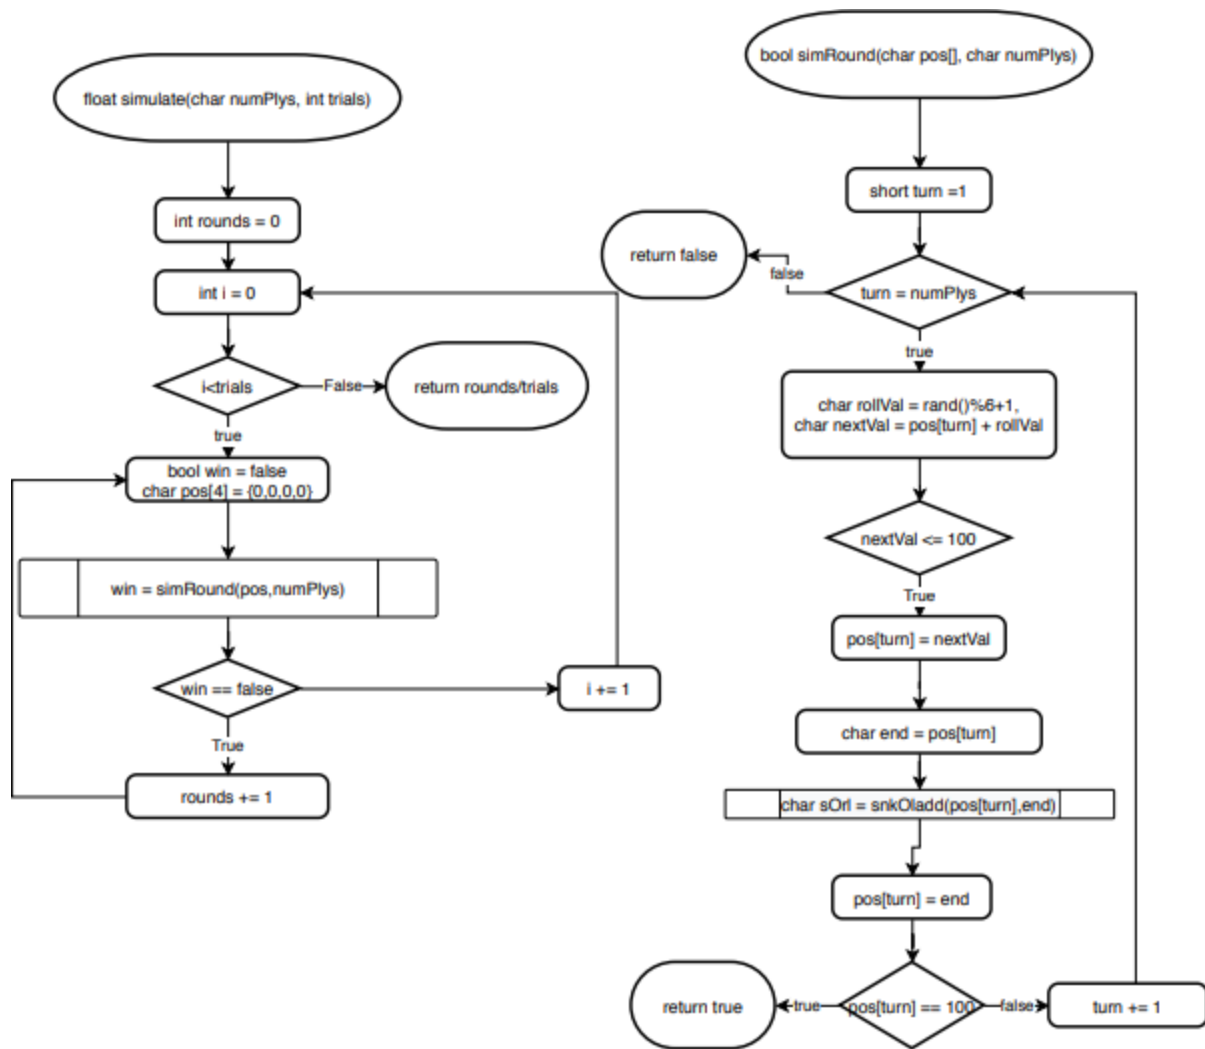 float simulate(char numPlys, int trials)
int rounds = 0
int i = 0
i<trials
False
return rounds/trials
true
bool win = false
char pos[4] = {0,0,0,0}
win = simRound(pos,numPlys)
win == false
i += 1
True
rounds += 1
bool simRound(char pos[], char numPlys)
short turn =1
return false
false
turn = numPlys
true
char rollVal = rand()%6+1,
char nextVal = pos[turn] + rollVal
nextVal <= 100
True
pos[turn] = nextVal
char end = pos[turn]
char sOrl = snkOladd(pos[turn],end)
pos[turn] = end
return true
true
pos[turn] == 100
false
turn += 1